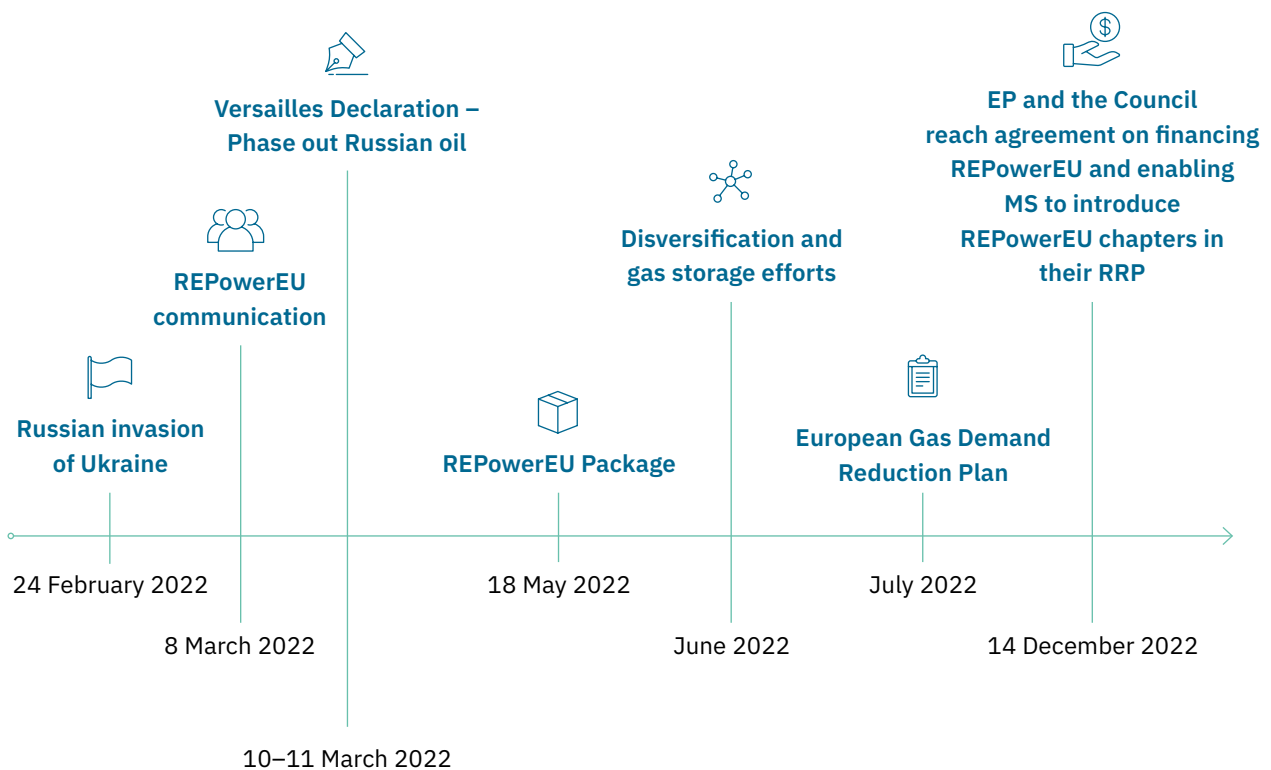 Russian invasion
of Ukraine
24 February 2022
REPowerEU
communication
8 March 2022
Versailles Declaration –
Phase out Russian oil
10–11 March 2022
REPowerEU Package
18 May 2022
Disversification and
gas storage efforts
June 2022
European Gas Demand
Reduction Plan
July 2022
$
EP and the Council
reach agreement on financing
REPowerEU and enabling
MS to introduce
REPowerEU chapters in
their RRP
14 December 2022